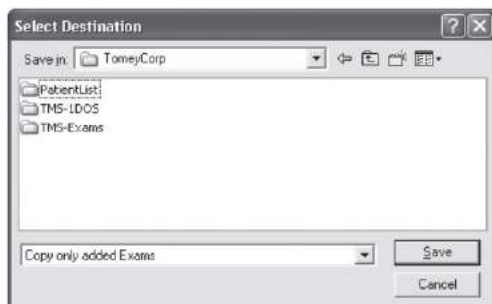 Select Destination
Save in: TomeyCorp
PatientList
TMS-1DOS
TMS-Exams
Copy only added Exams
Save
Cancel